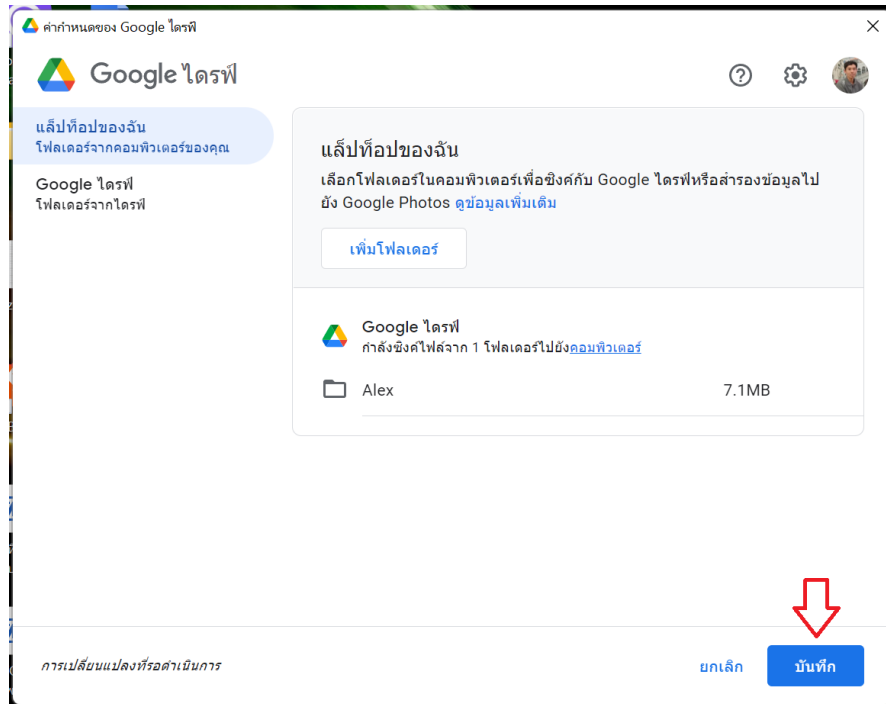 ค่ากำหนดของ Google ไดรฟ์
Google ไดรฟ์
แล็ปท็อปของฉัน
โฟลเดอร์จากคอมพิวเตอร์ของคุณ
Google ไดรฟ์
โฟลเดอร์จากไดรฟ์
แล็ปท็อปของฉัน
เลือกโฟลเดอร์ในคอมพิวเตอร์เพื่อซิงค์กับ Google ไดรฟ์หรือสำรองข้อมูลไป
ยัง Google Photos ดูข้อมูลเพิ่มเติม
เพิ่มโฟลเดอร์
Google ไดรฟ์
กำลังซิงค์ไฟล์จาก 1 โฟลเดอร์ไปยังคอมพิวเตอร์
Alex 7.1MB
การเปลี่ยนแปลงที่รอดำเนินการ
ยกเลิก บันทึก